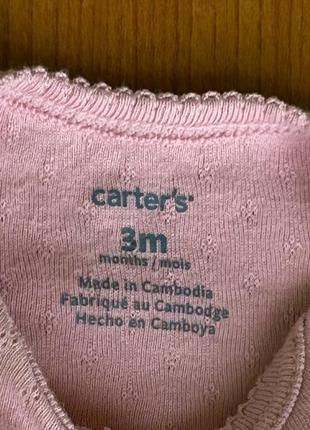 carter's
3m
months/mois
Made in Cambodia
Fabriqué au Cambodge
Hecho en Camboya